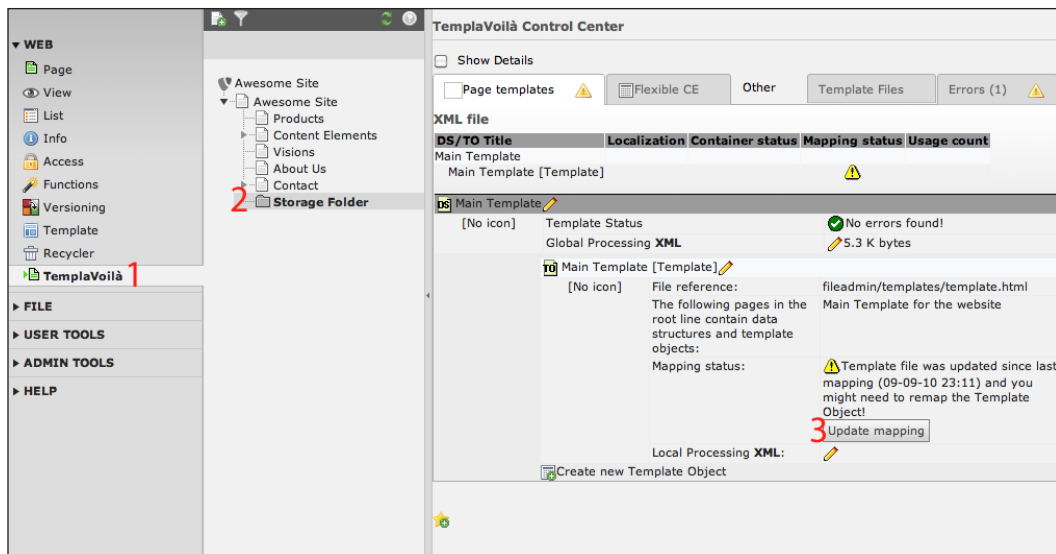 WEB
Page
View
List
Info
Access
Functions
Versioning
Template
Recycler
TemplaVoilà
1
FILE
USER TOOLS
ADMIN TOOLS
HELP
Awesome Site
Awesome Site
Products
Content Elements
Visions
About Us
Contact
2
Storage Folder
TemplaVoilà Control Center
Show Details
Page templates
Flexible CE
Other
Template Files
Errors (1)
XML file
DS/TO Title Localization Container status Mapping status Usage count
Main Template
Main Template [Template]
DS Main Template
[No icon] Template Status No errors found!
Global Processing XML 5.3 K bytes
TO Main Template [Template]
[No icon] File reference: fileadmin/templates/template.html
The following pages in the
root line contain data
structures and template
objects:
Main Template for the website
Mapping status:
Template file was updated since last
mapping (09-09-10 23:11) and you
might need to remap the Template
Object!
3
Update mapping
Local Processing XML:
Create new Template Object